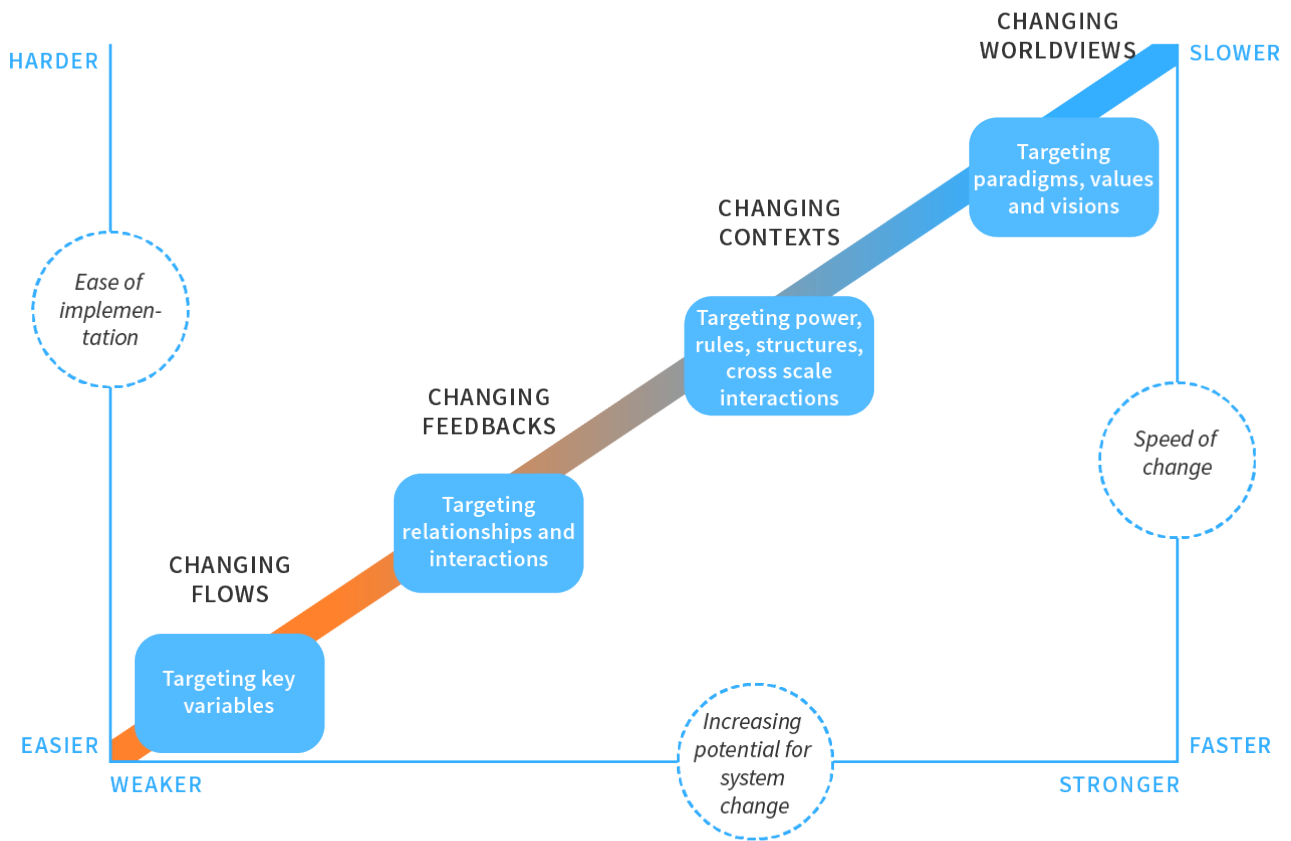 CHANGING
WORLDVIEWS
HARDER
SLOWER
Targeting
paradigms, values
and visions
CHANGING
CONTEXTS
Ease of
implemen-
tation
Targeting power,
rules, structures,
cross scale
interactions
CHANGING
FEEDBACKS
Speed of
change
Targeting
relationships and
interactions
CHANGING
FLOWS
Targeting key
variables
Increasing
potential for
system
change
EASIER
FASTER
WEAKER
STRONGER